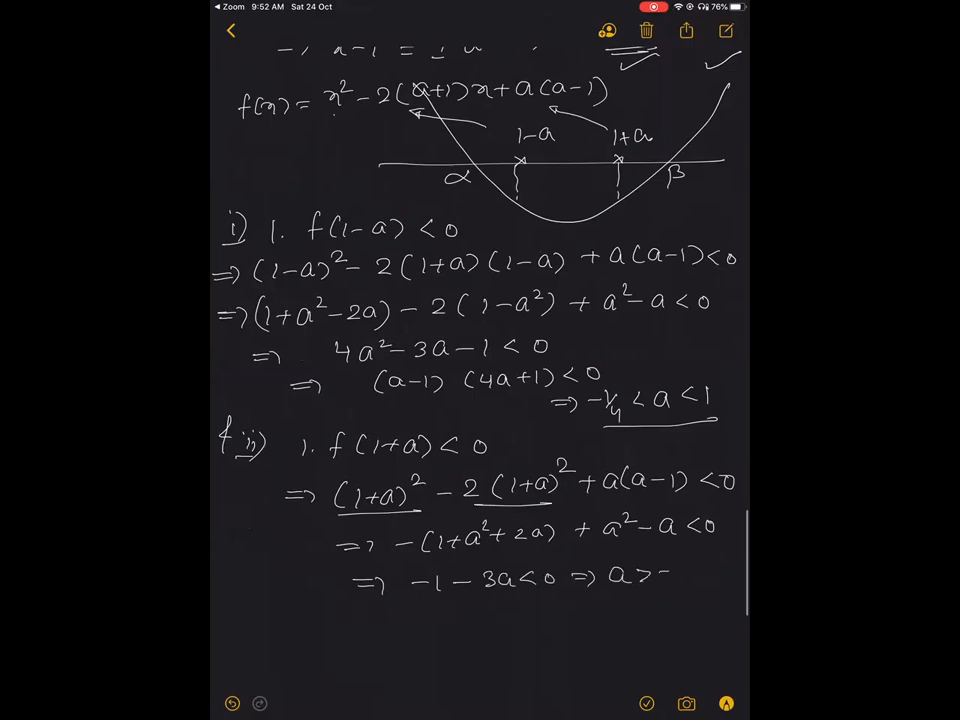 Zoom 9:52 AM Sat 24 Oct 76%
a-1 = ±
f(x) = x² - 2(a+1)x + a(a-1)
1-a 1+a
α β
i) 1. f(1-a) < 0
⇒ (1-a)² - 2(1+a)(1-a) + a(a-1) < 0
⇒ (1+a²-2a) - 2(1-a²) + a²-a < 0
⇒ 4a²-3a-1 < 0
⇒ (a-1) (4a+1) < 0
⇒ -1/4 < a < 1
& ii) 1. f(1+a) < 0
⇒ (1+a)² - 2(1+a)² + a(a-1) < 0
⇒ -(1+a²+2a) + a²-a < 0
⇒ -1-3a < 0 ⇒ a > -